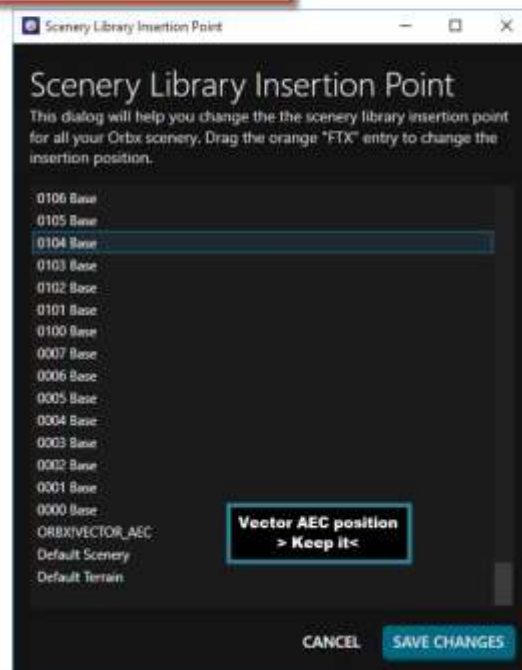 Scenery Library Insertion Point
Scenery Library Insertion Point
This dialog will help you change the the scenery library insertion point
for all your Orbx scenery. Drag the orange "FTX" entry to change the
insertion position.
0106 Base
0105 Base
0104 Base
0103 Base
0102 Base
0101 Base
0100 Base
0007 Base
0006 Base
0005 Base
0004 Base
0003 Base
0002 Base
0001 Base
0000 Base
ORBX!VECTOR_AEC
Default Scenery
Default Terrain
Vector AEC position
> Keep it<
CANCEL SAVE CHANGES